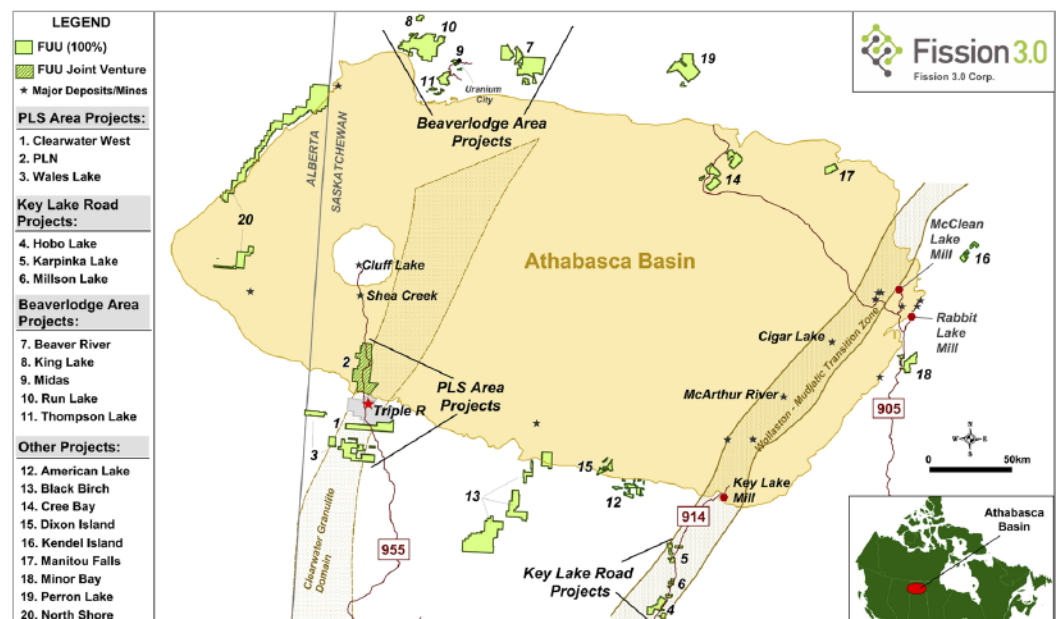 LEGEND
FUU (100%)
FUU Joint Venture
Major Deposits/Mines
PLS Area Projects:
1. Clearwater West
2. PLN
3. Wales Lake
Key Lake Road
Projects:
4. Hobo Lake
5. Karpinka Lake
6. Millson Lake
Beaverlodge Area
Projects:
7. Beaver River
8. King Lake
9. Midas
10. Run Lake
11. Thompson Lake
Other Projects:
12. American Lake
13. Black Birch
14. Cree Bay
15. Dixon Island
16. Kendel Island
17. Manitou Falls
18. Minor Bay
19. Perron Lake
20. North Shore
Fission 3.0
Fission 3.0 Corp.
8
10
9
7
11
Uranium
City
19
Beaverlodge Area
Projects
ALBERTA
SASKATCHEWAN
14
17
20
McClean
Lake
Mill
16
Cluff Lake
Athabasca Basin
Shea Creek
Rabbit
Lake
Mill
Cigar Lake
Wollaston - Mudjatic Transition Zone
2
PLS Area
Projects
18
McArthur River
Triple R
905
1
3
N
W
E
S
0
50km
15
13
12
Key Lake
Mill
914
Clearwater Granulite
Domain
955
Key Lake Road
Projects
5
6
4
Athabasca
Basin